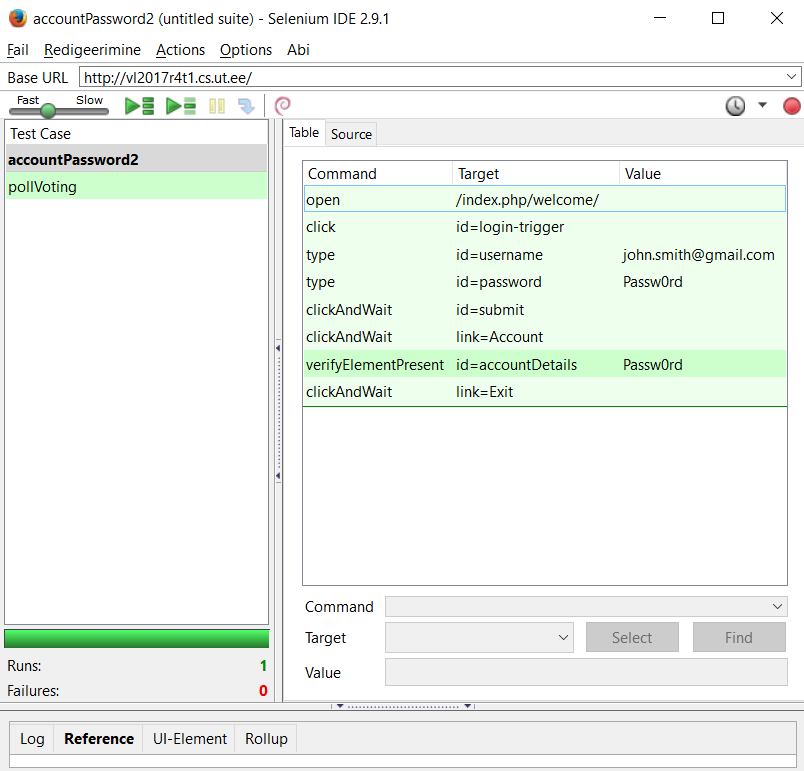 accountPassword2 (untitled suite) - Selenium IDE 2.9.1
Fail Redigeerimine Actions Options Abi
Base URL http://vl2017r4t1.cs.ut.ee/
Fast Slow
Test Case
accountPassword2
pollVoting
Table Source
Command Target Value
open /index.php/welcome/
click id=login-trigger
type id=username john.smith@gmail.com
type id=password Passw0rd
clickAndWait id=submit
clickAndWait link=Account
verifyElementPresent id=accountDetails Passw0rd
clickAndWait link=Exit
Command
Target Select Find
Value
Runs: 1
Failures: 0
Log Reference UI-Element Rollup